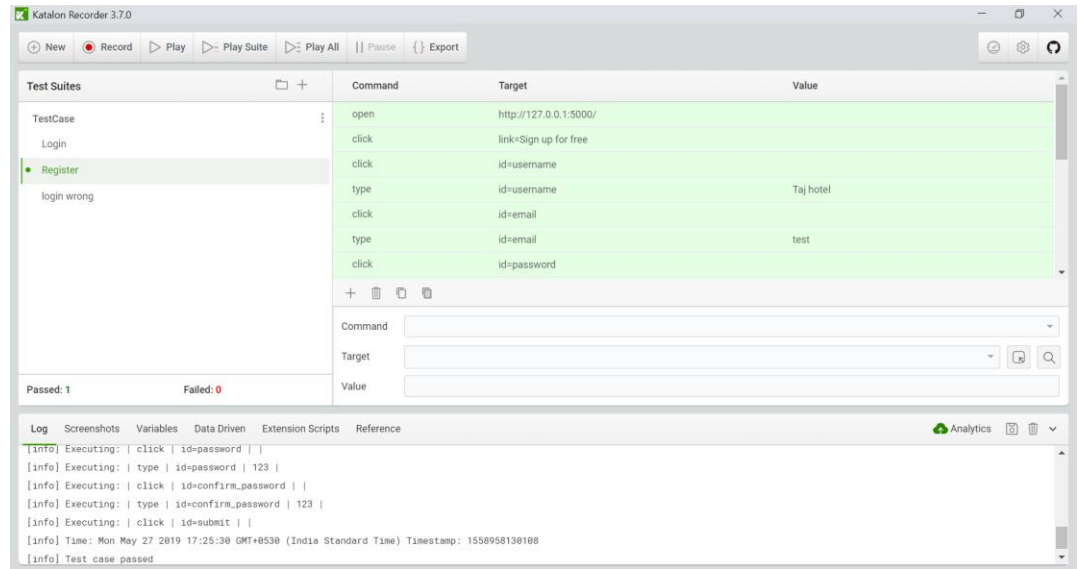 Katalon Recorder 3.7.0
New Record Play Play Suite Play All Pause Export
Test Suites
Command Target Value
TestCase
Login
Register
login wrong
open http://127.0.0.1:5000/
click link=Sign up for free
click id=username
type id=username Taj hotel
click id=email
type id=email test
click id=password
Command
Target
Value
Passed: 1 Failed: 0
Log Screenshots Variables Data Driven Extension Scripts Reference Analytics
[info] Executing: | click | id=password | |
[info] Executing: | type | id=password | 123 |
[info] Executing: | click | id=confirm_password | |
[info] Executing: | type | id=confirm_password | 123 |
[info] Executing: | click | id=submit | |
[info] Time: Mon May 27 2019 17:25:30 GMT+0530 (India Standard Time) Timestamp: 1558958130108
[info] Test case passed